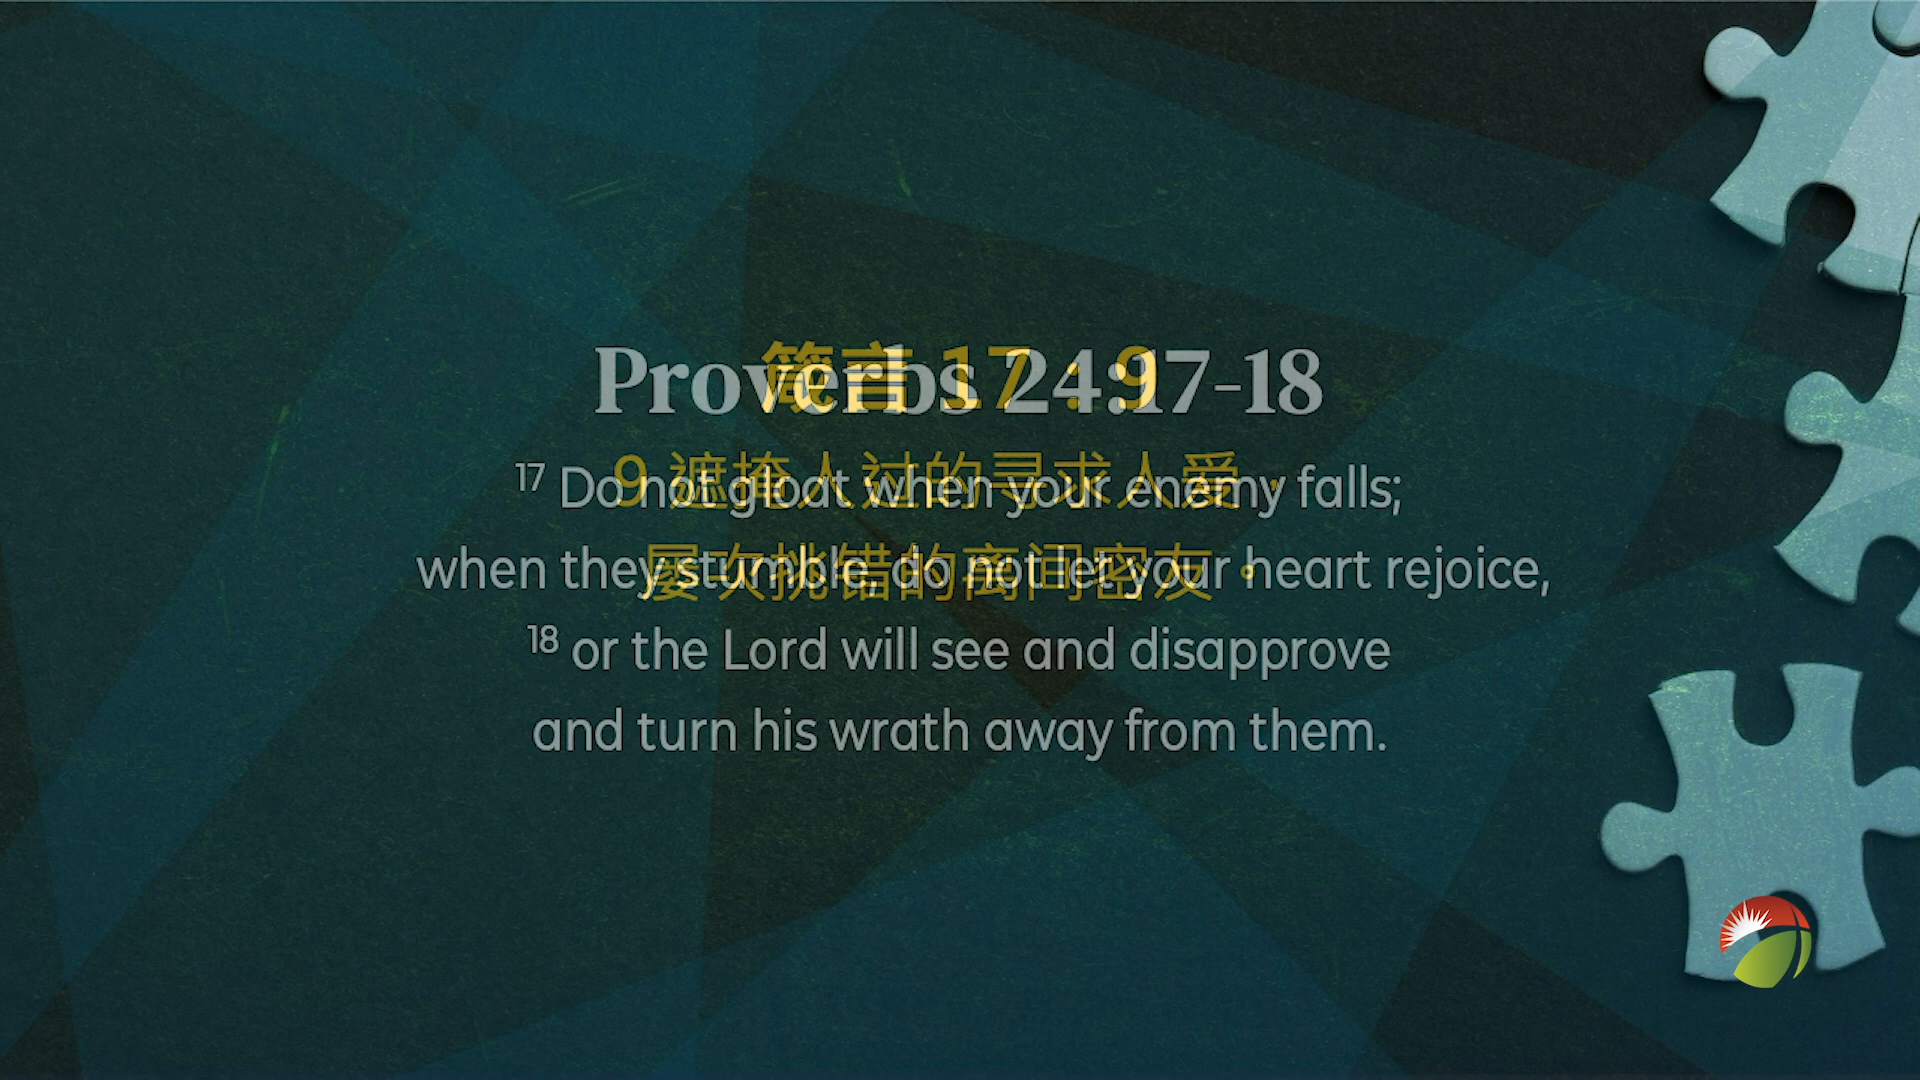 Proverbs 24:17-18
17 Do not gloat when your enemy falls;
when they stumble, do not let your heart rejoice,
18 or the Lord will see and disapprove
and turn his wrath away from them.
箴言 17：9
9 遮掩人过的寻求人爱．
屡次挑错的离间密友．